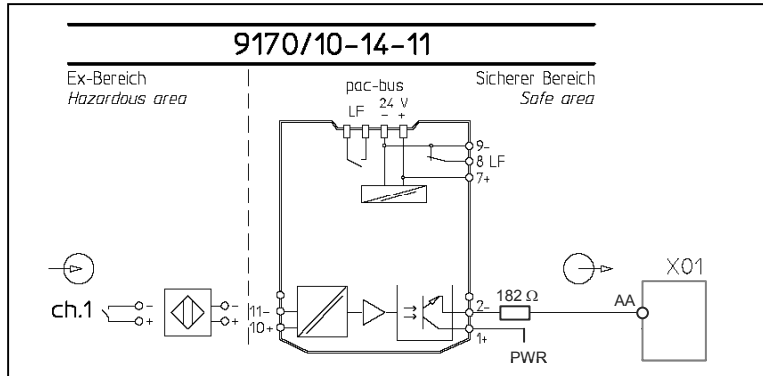 9170/10-14-11
Ex-Bereich
Hazardous area
pac-bus
Sicherer Bereich
Safe area
LF 24 V
- +
9-
8 LF
7+
X01
ch.1
-
+
-
+
11-
10+
2-
1+
182 Ω
AA
PWR